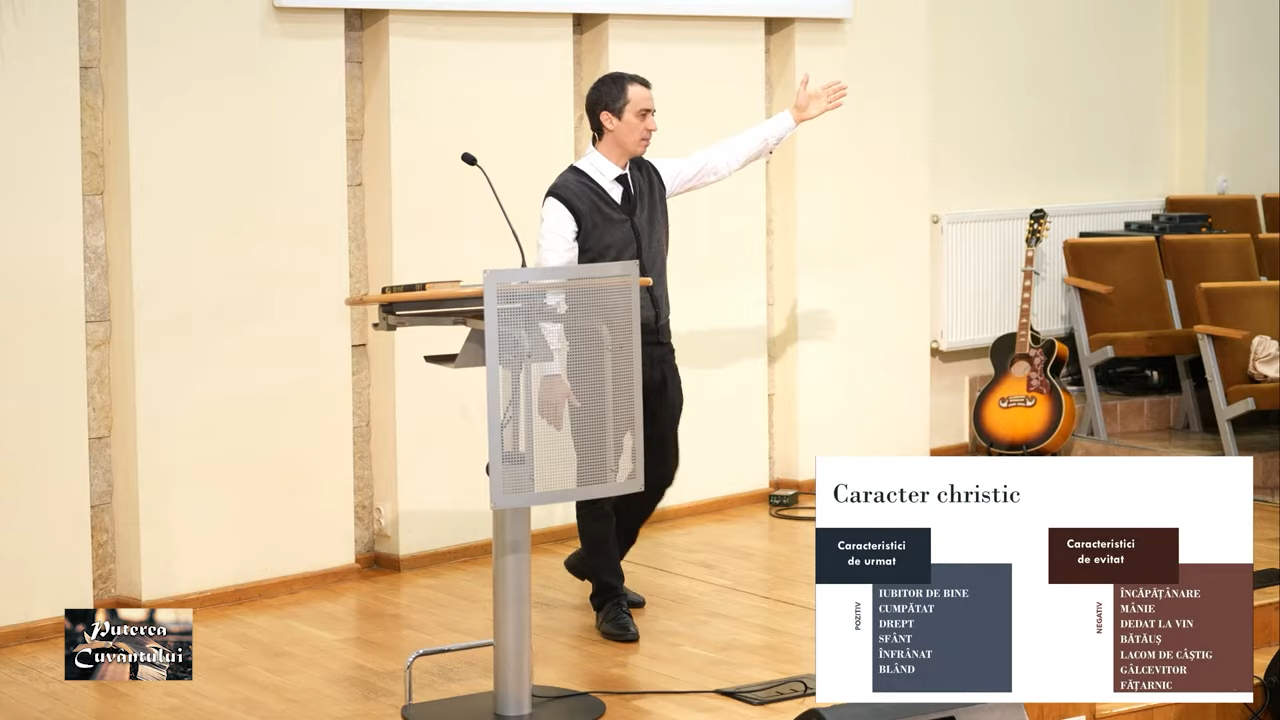 Puterea
Cuvântului
Caracter christic
Caracteristici
de urmat
POZITIV
IUBITOR DE BINE
CUMPĂTAT
DREPT
SFÂNT
ÎNFRÂNAT
BLÂND
Caracteristici
de evitat
NEGATIV
ÎNCĂPĂȚÂNARE
MÂNIE
DEDAT LA VIN
BĂTĂUȘ
LACOM DE CÂȘTIG
GÂLCEVITOR
FĂȚARNIC